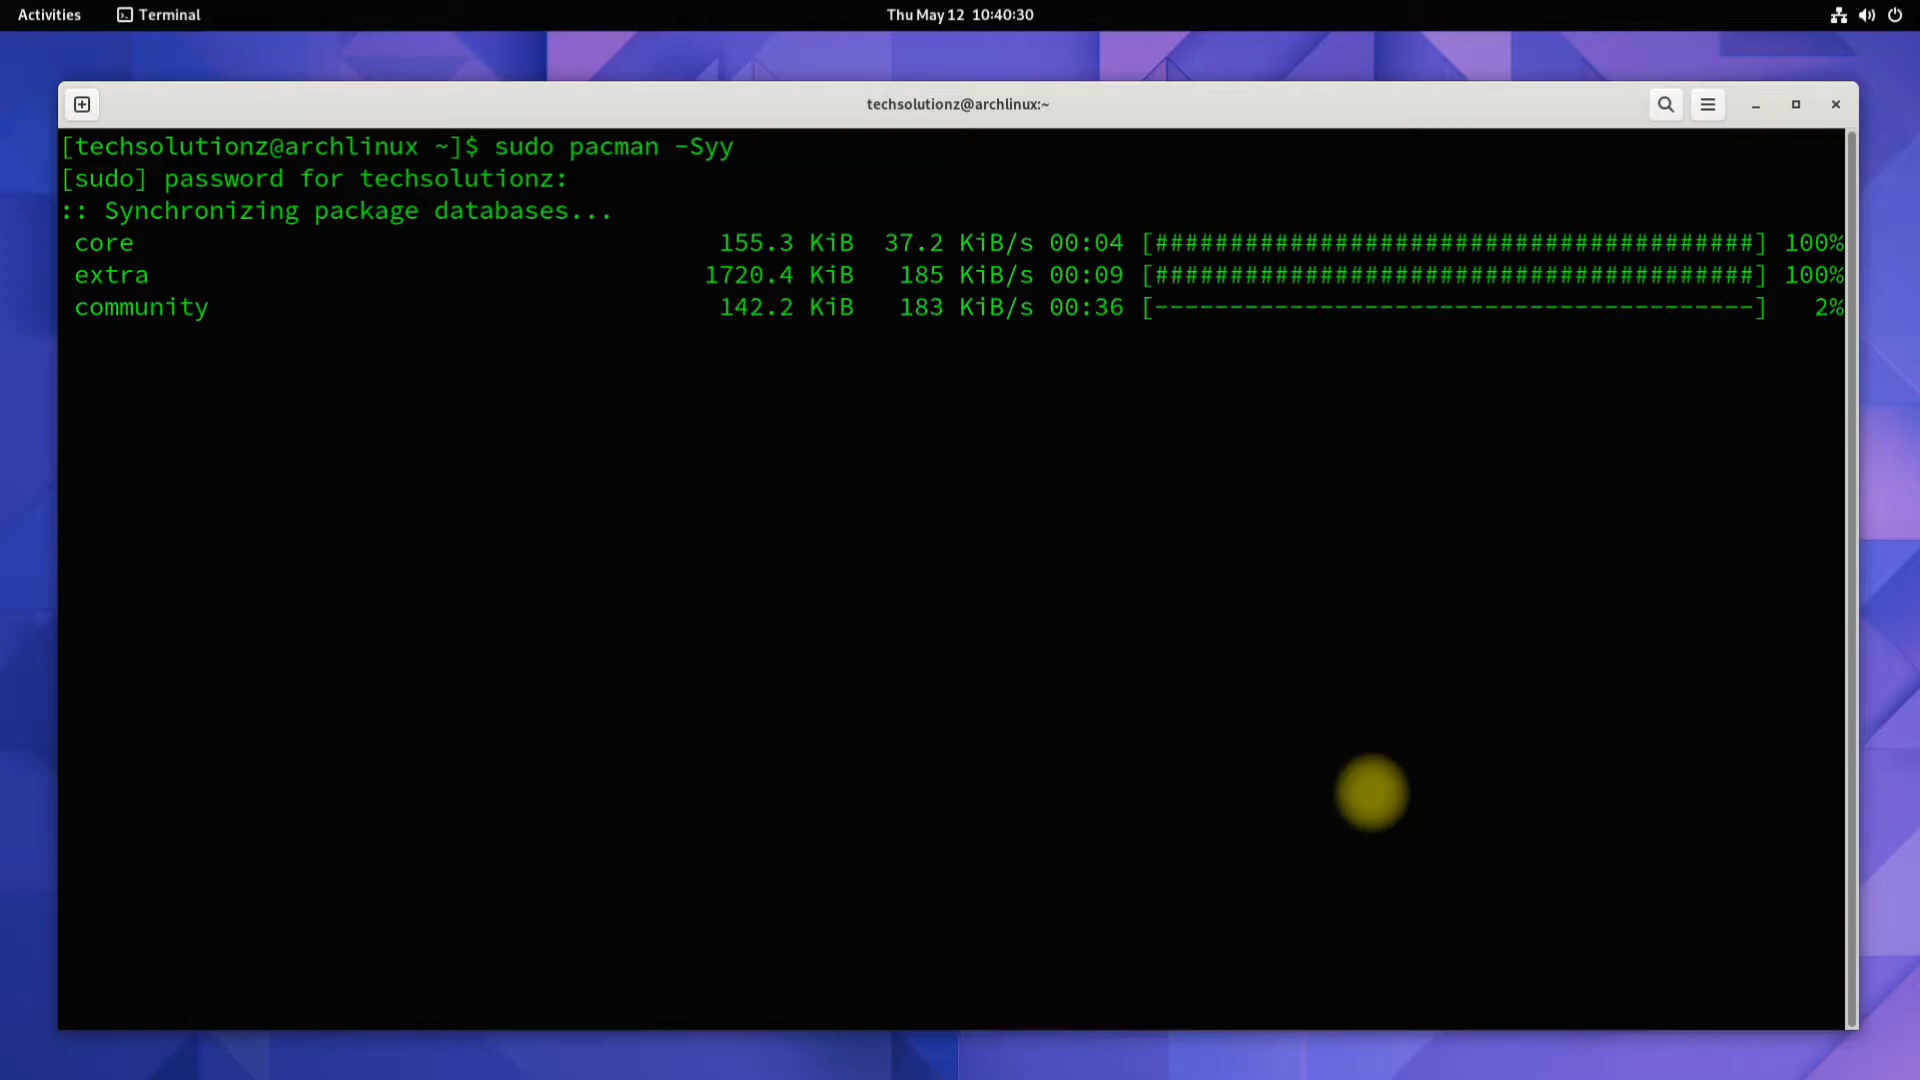 Activities Terminal Thu May 12 10:40:30
techsolutionz@archlinux:~
[techsolutionz@archlinux ~]$ sudo pacman -Syy
[sudo] password for techsolutionz:
:: Synchronizing package databases...
core 155.3 KiB 37.2 KiB/s 00:04 [########################################] 100%
extra 1720.4 KiB 185 KiB/s 00:09 [########################################] 100%
community 142.2 KiB 183 KiB/s 00:36 [----------------------------------------] 2%